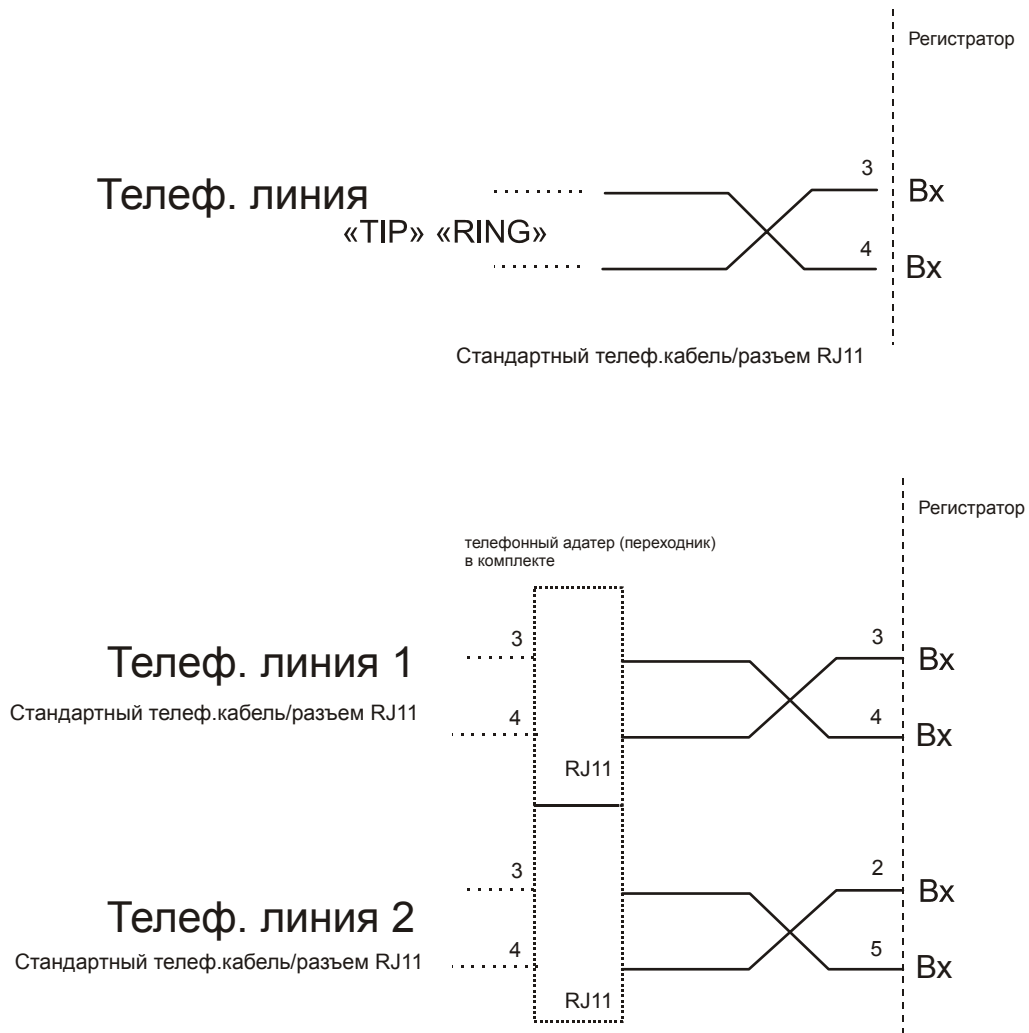 Регистратор
3
Телеф. линия
Вх
«TIP» «RING»
4
Вх
Стандартный телеф.кабель/разъем RJ11
Регистратор
телефонный адатер (переходник)
в комплекте
3
3
Телеф. линия 1
Вх
Стандартный телеф.кабель/разъем RJ11
4
4
Вх
RJ11
3
2
Вх
Телеф. линия 2
4
5
Стандартный телеф.кабель/разъем RJ11
Вх
RJ11